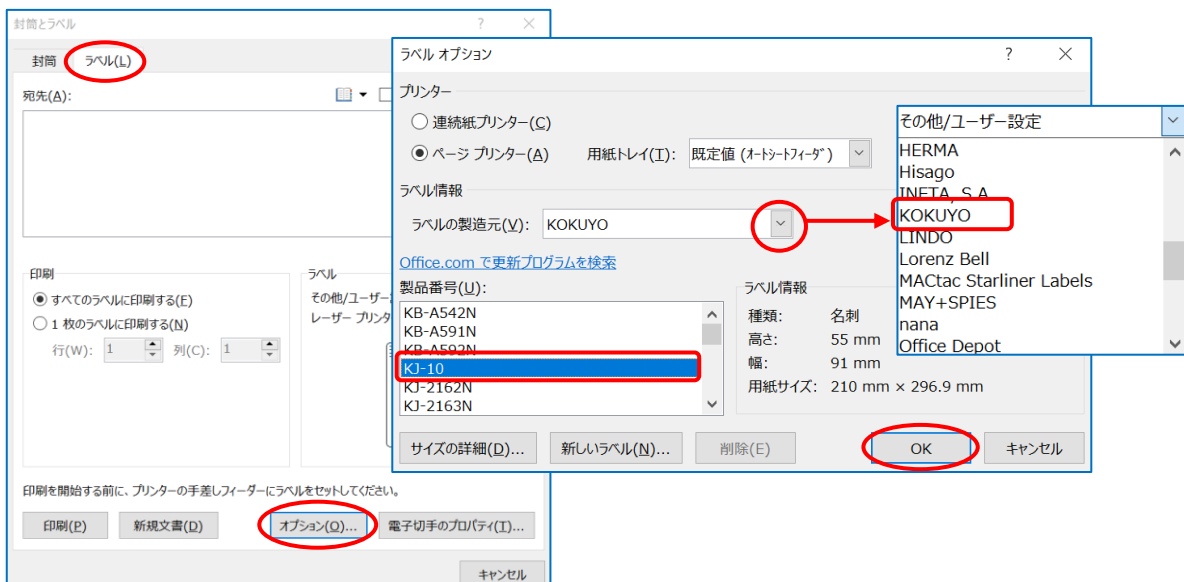 封筒とラベル
封筒 ラベル(L)
宛先(A):
印刷
すべてのラベルに印刷する(F)
1 枚のラベルに印刷する(N)
行(W): 1 列(C): 1
ラベル
その他/ユーザー
レーザー プリンタ
印刷を開始する前に、プリンターの手差しフィーダーにラベルをセットしてください。
印刷(P) 新規文書(D) オプション(O)... 電子切手のプロパティ(I)...
キャンセル
ラベル オプション
プリンター
連続紙プリンター(C)
ページ プリンター(A) 用紙トレイ(T): 既定値 (オートシートフィーダ)
ラベル情報
ラベルの製造元(V): KOKUYO
Office.com で更新プログラムを検索
製品番号(U):
KB-A542N
KB-A591N
KB-A592N
KJ-10
KJ-2162N
KJ-2163N
ラベル情報
種類: 名刺
高さ: 55 mm
幅: 91 mm
用紙サイズ: 210 mm × 296.9 mm
サイズの詳細(D)... 新しいラベル(N)... 削除(E) OK キャンセル
その他/ユーザー設定
HERMA
Hisago
INETA, S.A.
KOKUYO
LINDO
Lorenz Bell
MACtac Starliner Labels
MAY+SPIES
nana
Office Depot